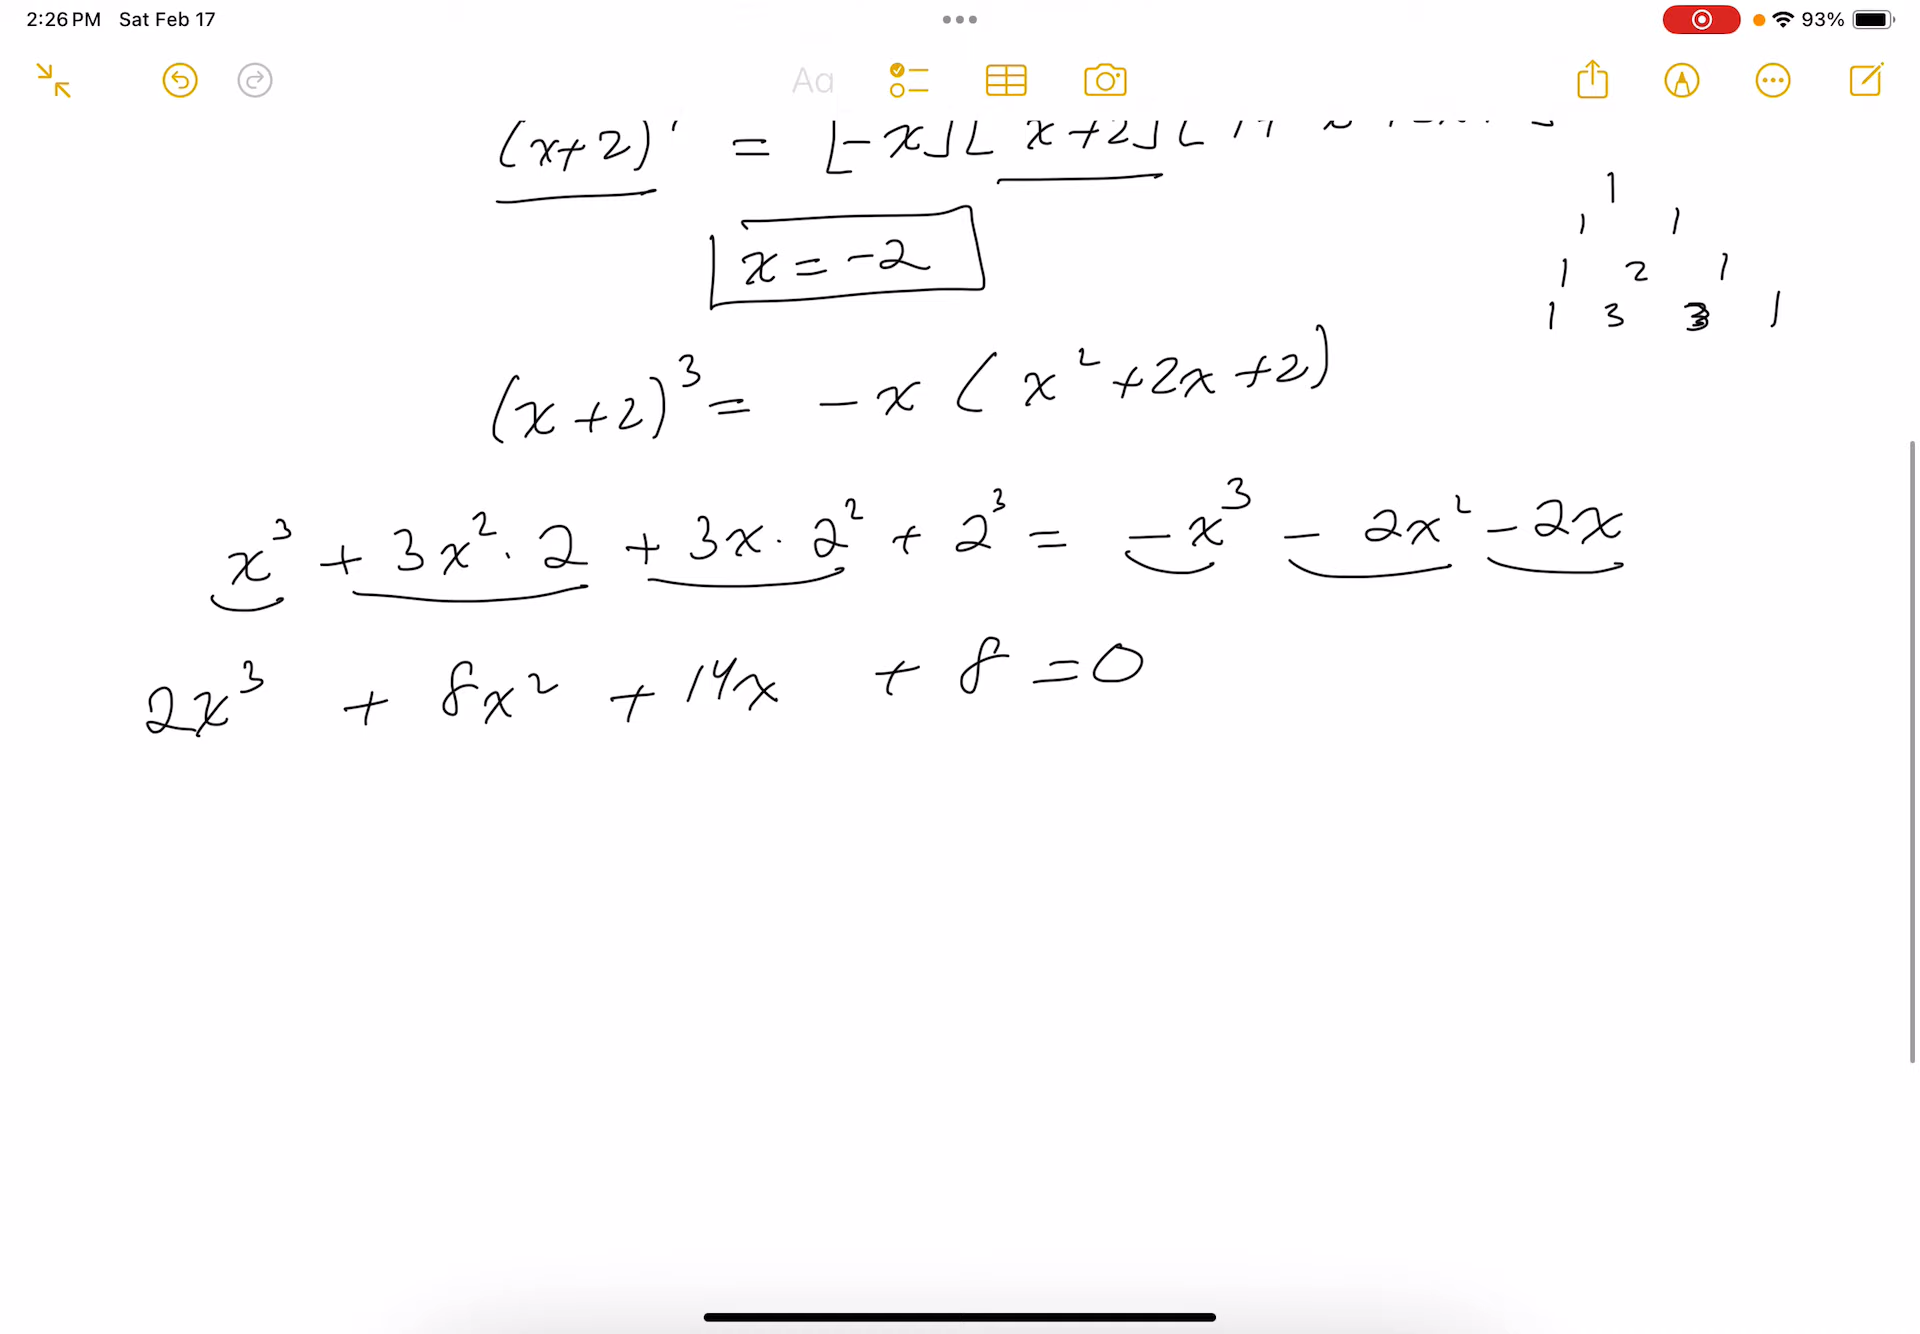 2:26 PM Sat Feb 17
93%
Aa
(x+2) = [-x][x+2][
1
1 1
x = -2
1 2 1
1 3 3 1
(x+2)³ = -x (x²+2x+2)
x³ + 3x²·2 + 3x·2² + 2³ = -x³ - 2x² - 2x
2x³ + 8x² + 14x + 8 = 0